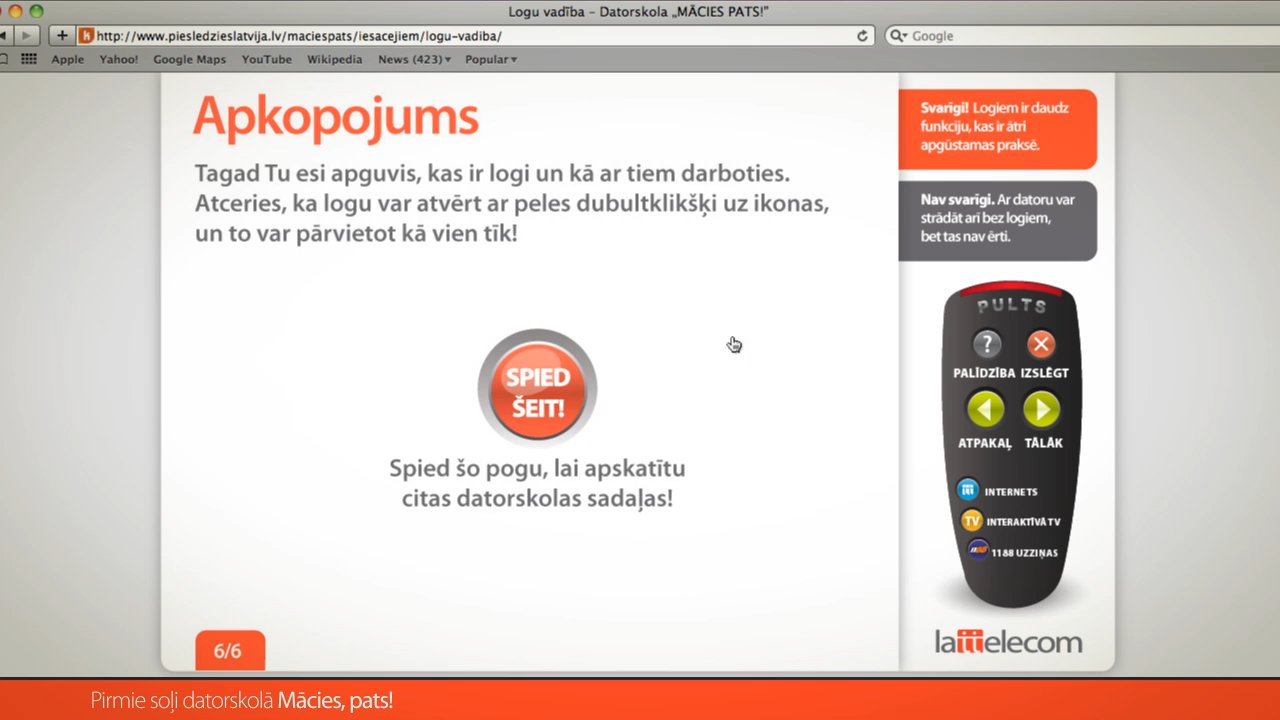 Logu vadība – Datorskola „MĀCIES PATS!”
http://www.piesledzieslatvija.lv/maciespats/iesacejiem/logu-vadiba/
Google
Apple Yahoo! Google Maps YouTube Wikipedia News (423) Popular
Apkopojums
Tagad Tu esi apguvis, kas ir logi un kā ar tiem darboties.
Atceries, ka logu var atvērt ar peles dubultklikšķi uz ikonas,
un to var pārvietot kā vien tīk!
SPIED
ŠEIT!
Spied šo pogu, lai apskatītu
citas datorskolas sadaļas!
6/6
Svarīgi! Logiem ir daudz
funkciju, kas ir ātri
apgūstamas praksē.
Nav svarīgi. Ar datoru var
strādāt arī bez logiem,
bet tas nav ērti.
PULTS
?
PALĪDZĪBA IZSLĒGT
ATPAKAĻ TĀLĀK
INTERNETS
TV INTERAKTĪVĀ TV
1188 UZZIŅAS
lattelecom
Pirmie soļi datorskolā Mācies, pats!